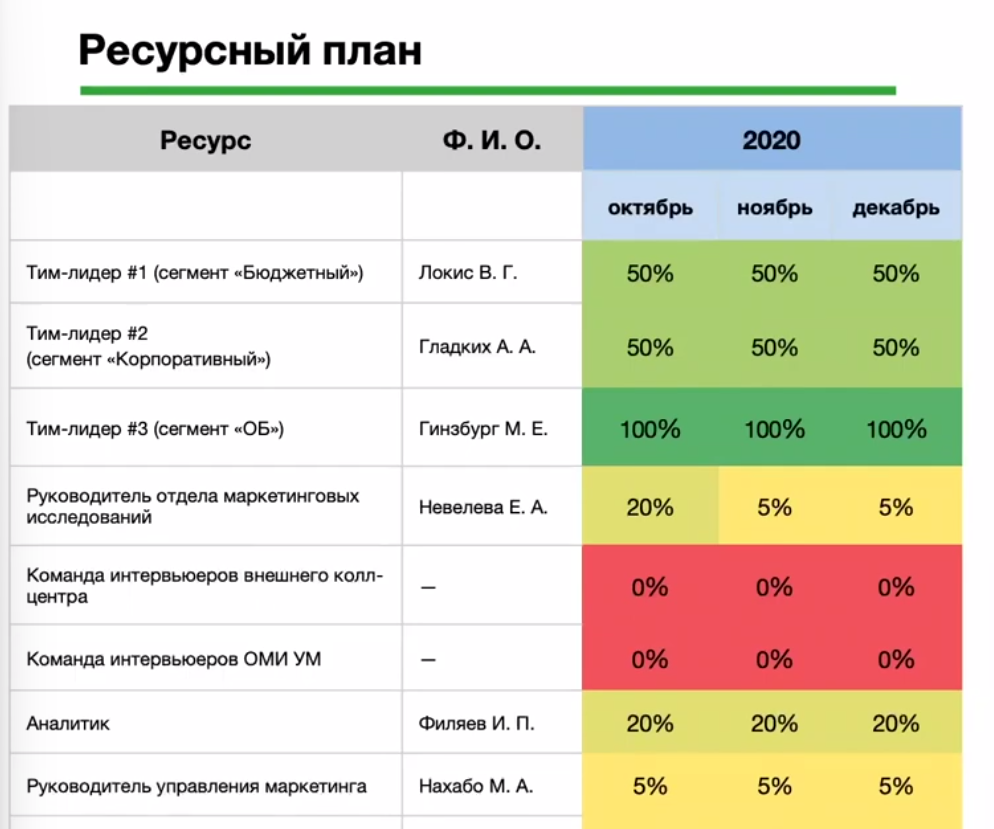 Ресурсный план
Ресурс Ф. И. О. 2020
октябрь ноябрь декабрь
Тим-лидер #1 (сегмент «Бюджетный») Локис В. Г. 50% 50% 50%
Тим-лидер #2
(сегмент «Корпоративный») Гладких А. А. 50% 50% 50%
Тим-лидер #3 (сегмент «ОБ») Гинзбург М. Е. 100% 100% 100%
Руководитель отдела маркетинговых
исследований Невелева Е. А. 20% 5% 5%
Команда интервьюеров внешнего колл-
центра — 0% 0% 0%
Команда интервьюеров ОМИ УМ — 0% 0% 0%
Аналитик Филяев И. П. 20% 20% 20%
Руководитель управления маркетинга Нахабо М. А. 5% 5% 5%